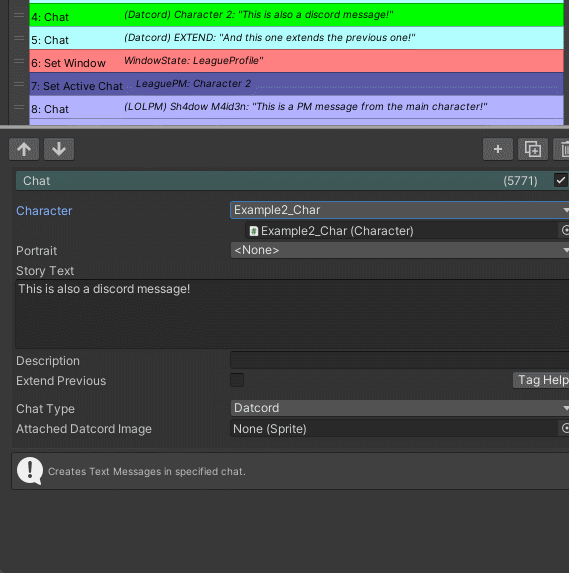 4: Chat (Datcord) Character 2: "This is also a discord message!"
5: Chat (Datcord) EXTEND: "And this one extends the previous one!"
6: Set Window WindowState: LeagueProfile"
7: Set Active Chat LeaguePM: Character 2
8: Chat (LOLPM) Sh4dow M4id3n: "This is a PM message from the main character!"
+
Chat (5771)
Character Example2_Char
Example2_Char (Character)
Portrait <None>
Story Text
This is also a discord message!
Description
Extend Previous Tag Help
Chat Type Datcord
Attached Datcord Image None (Sprite)
! Creates Text Messages in specified chat.